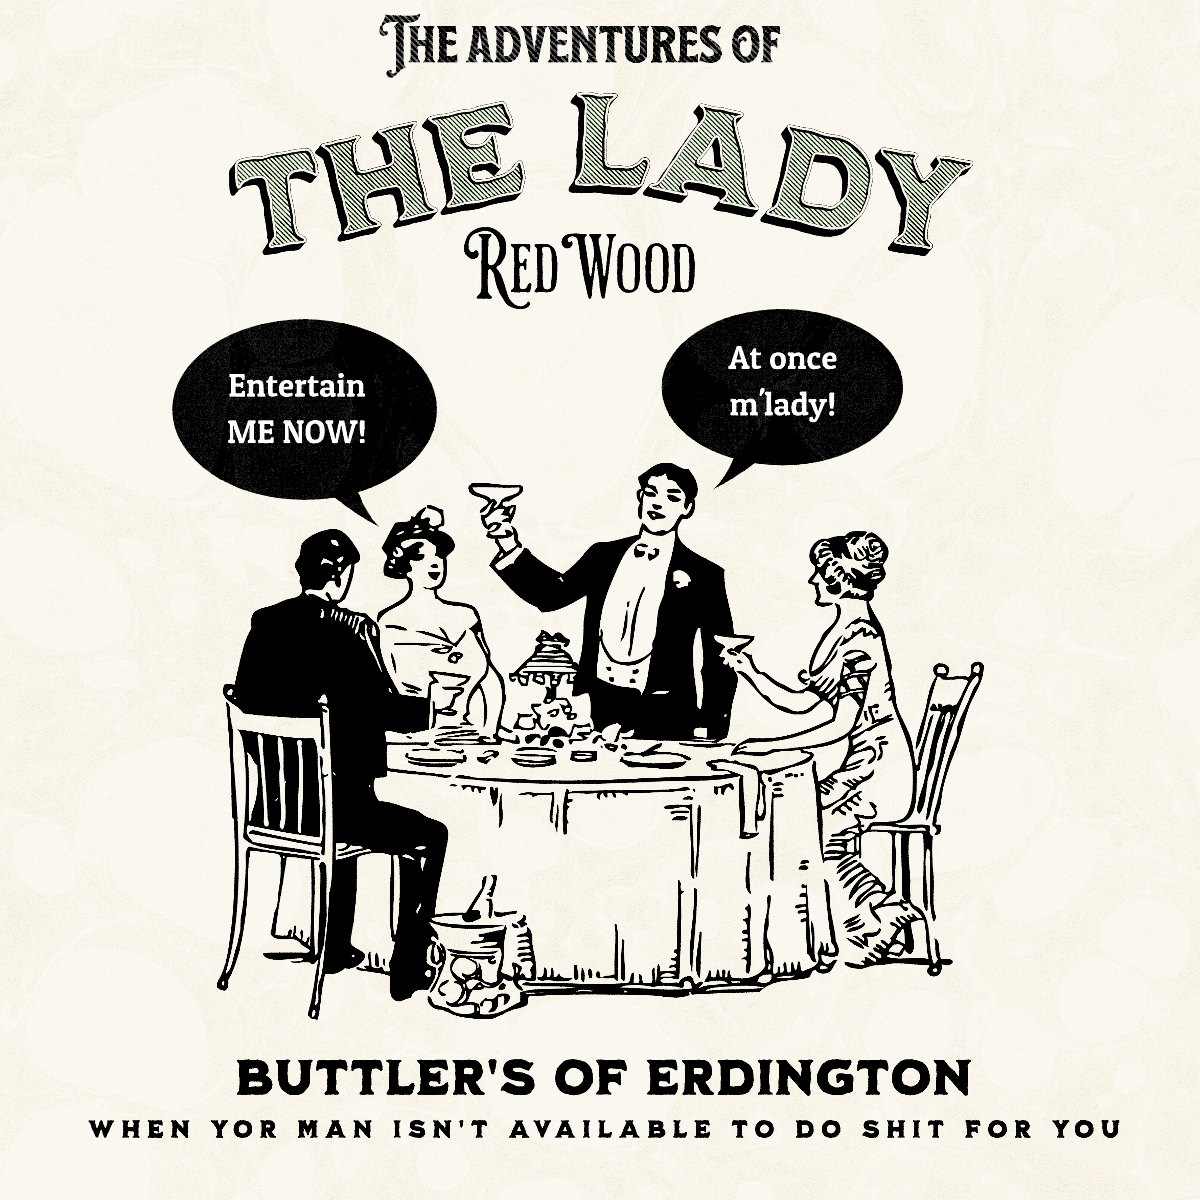 THE ADVENTURES OF
THE LADY
RED WOOD
Entertain
ME NOW!
At once
m'lady!
BUTTLER'S OF ERDINGTON
WHEN YOR MAN ISN'T AVAILABLE TO DO SHIT FOR YOU